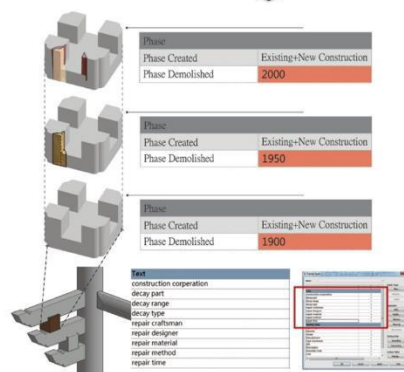 Phase
Phase Created Existing+New Construction
Phase Demolished 2000
Phase
Phase Created Existing+New Construction
Phase Demolished 1950
Phase
Phase Created Existing+New Construction
Phase Demolished 1900
Text
construction corperation
decay part
decay range
decay type
repair craftsman
repair designer
repair material
repair method
repair time